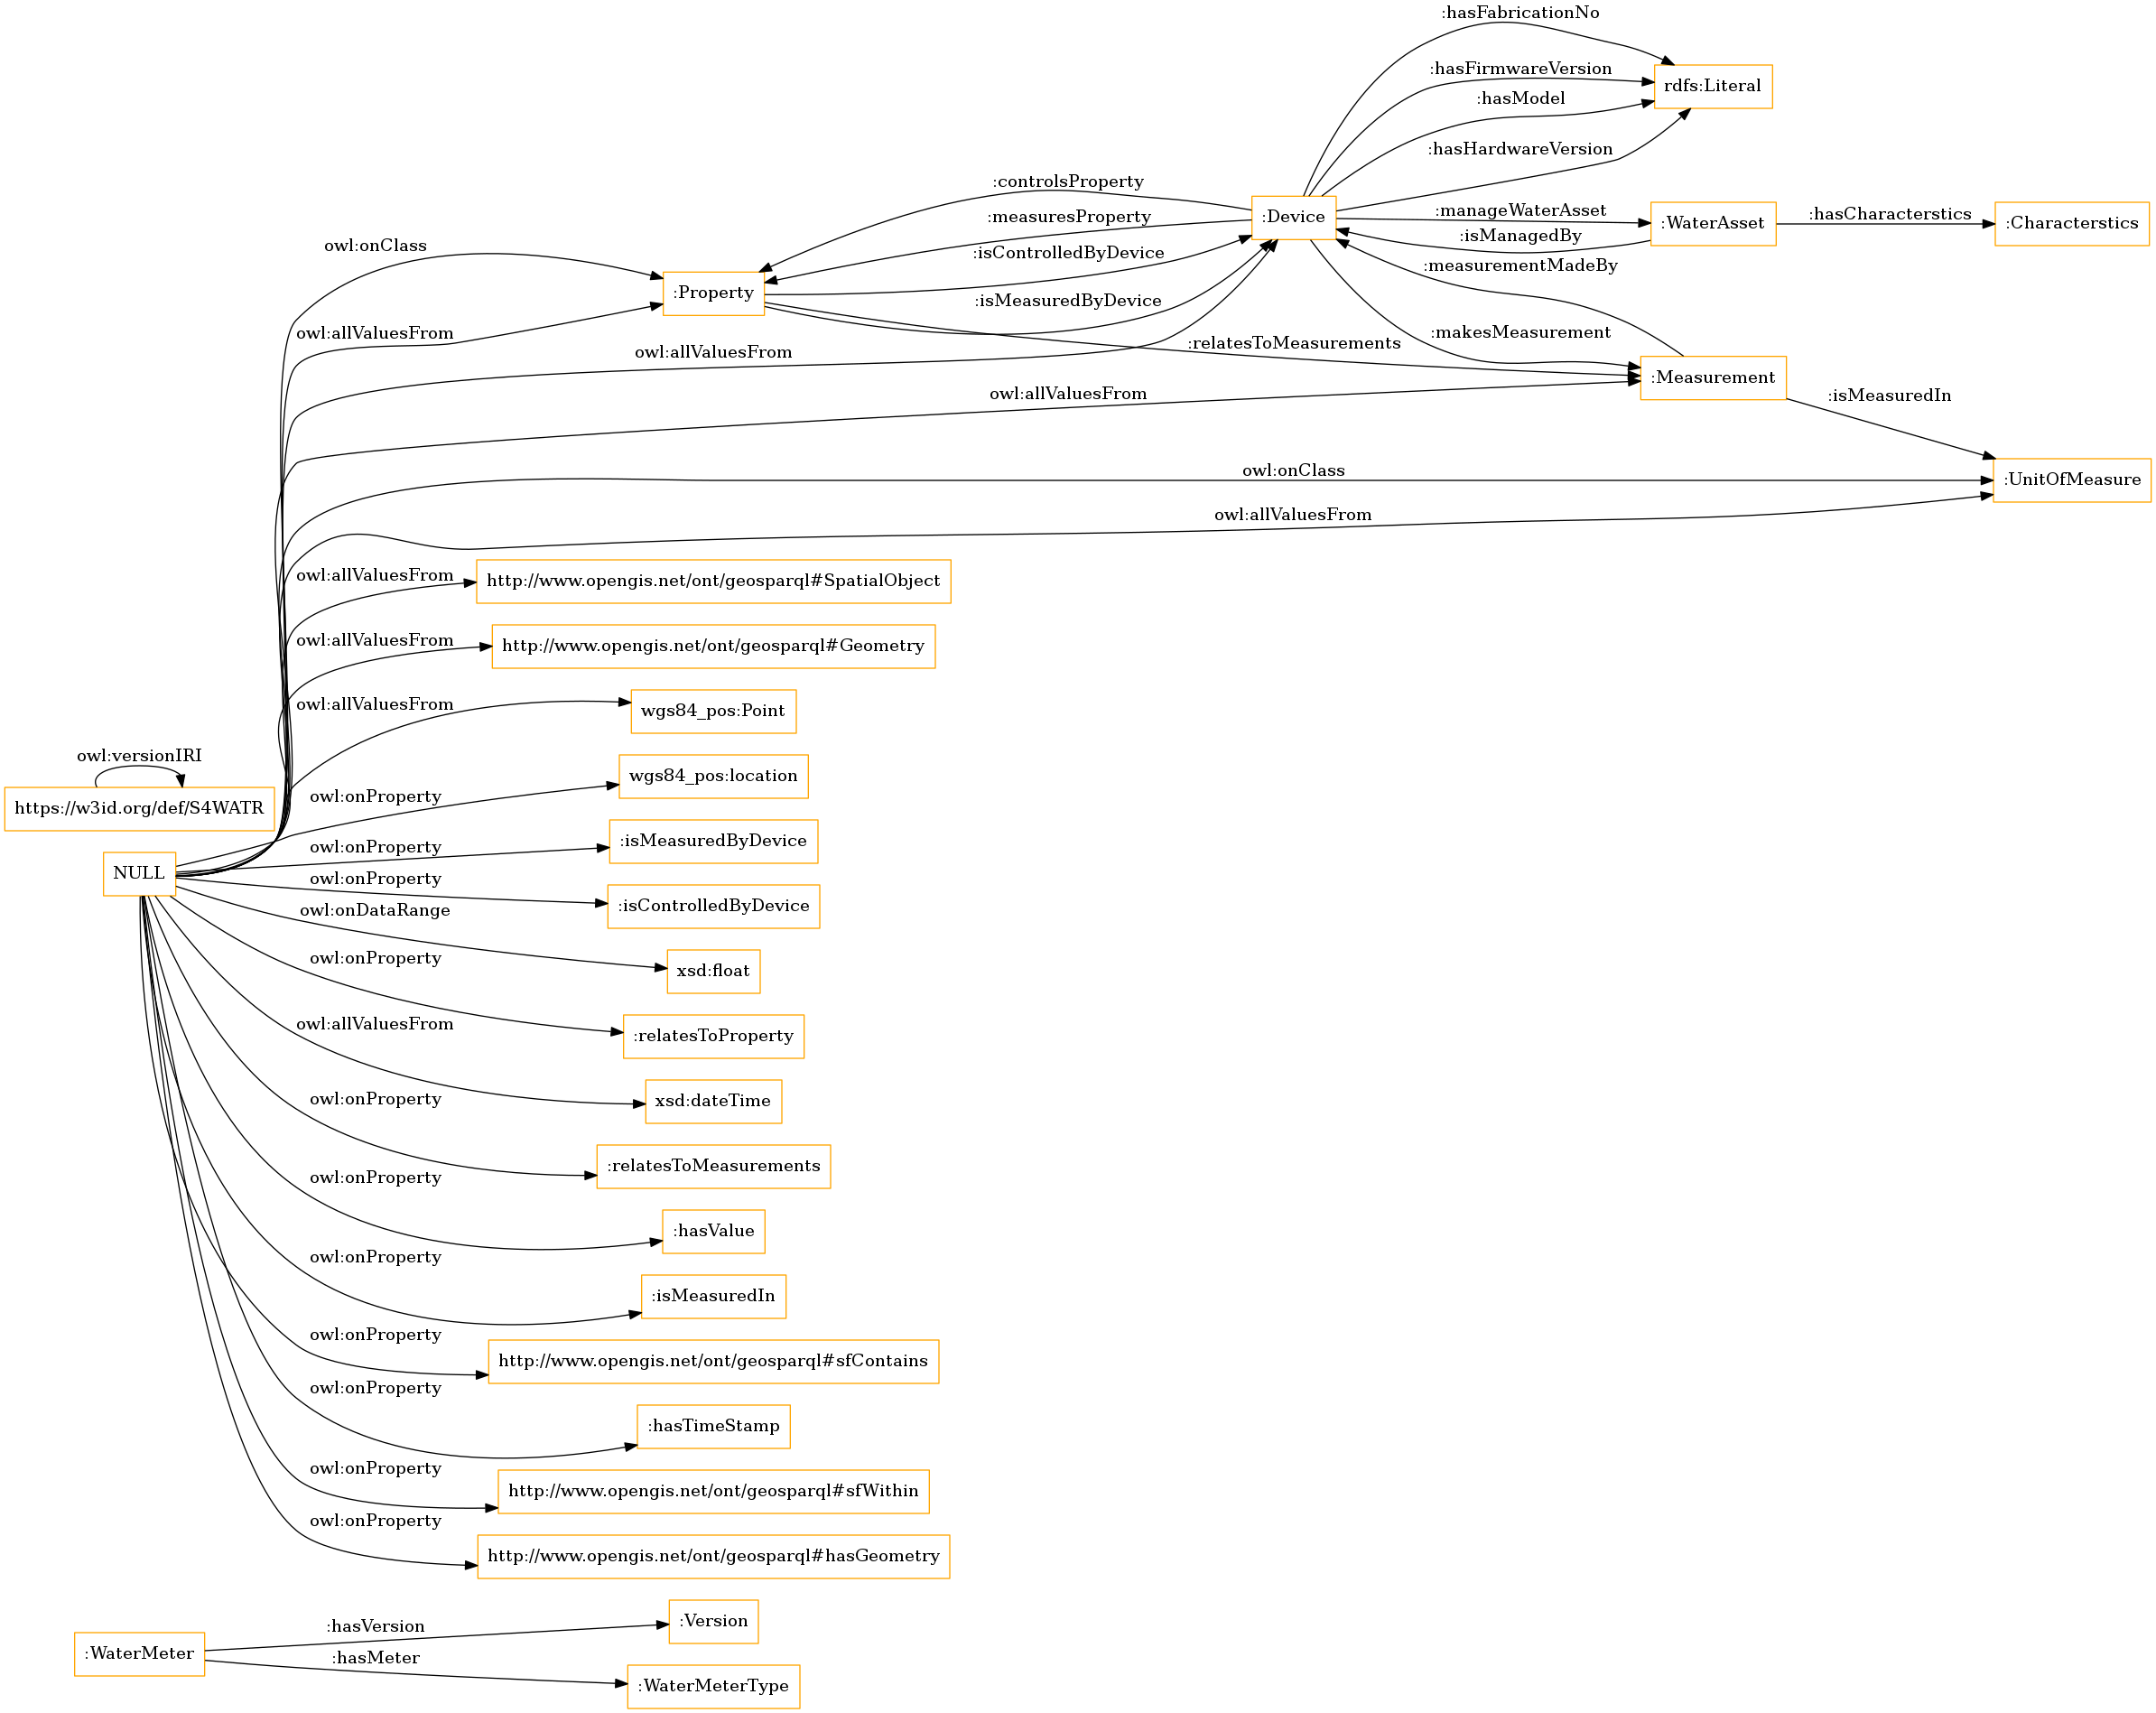 :hasFabricationNo
:hasFirmwareVersion
rdfs:Literal
:hasModel
:hasHardwareVersion
:controlsProperty
:Device
:manageWaterAsset
:WaterAsset
:hasCharacterstics
:Characterstics
:measuresProperty
:isManagedBy
owl:onClass
:isControlledByDevice
:measurementMadeBy
:Property
:isMeasuredByDevice
owl:allValuesFrom
:makesMeasurement
:relatesToMeasurements
owl:allValuesFrom
:Measurement
owl:allValuesFrom
:isMeasuredIn
owl:onClass
:UnitOfMeasure
owl:allValuesFrom
owl:allValuesFrom
http://www.opengis.net/ont/geosparql#SpatialObject
owl:allValuesFrom
http://www.opengis.net/ont/geosparql#Geometry
owl:allValuesFrom
wgs84_pos:Point
owl:versionIRI
https://w3id.org/def/S4WATR
wgs84_pos:location
owl:onProperty
owl:onProperty
:isMeasuredByDevice
NULL
owl:onProperty
:isControlledByDevice
owl:onDataRange
xsd:float
owl:onProperty
:relatesToProperty
owl:allValuesFrom
xsd:dateTime
owl:onProperty
:relatesToMeasurements
owl:onProperty
:hasValue
owl:onProperty
:isMeasuredIn
owl:onProperty
http://www.opengis.net/ont/geosparql#sfContains
owl:onProperty
:hasTimeStamp
owl:onProperty
http://www.opengis.net/ont/geosparql#sfWithin
owl:onProperty
http://www.opengis.net/ont/geosparql#hasGeometry
:WaterMeter
:hasVersion
:Version
:hasMeter
:WaterMeterType